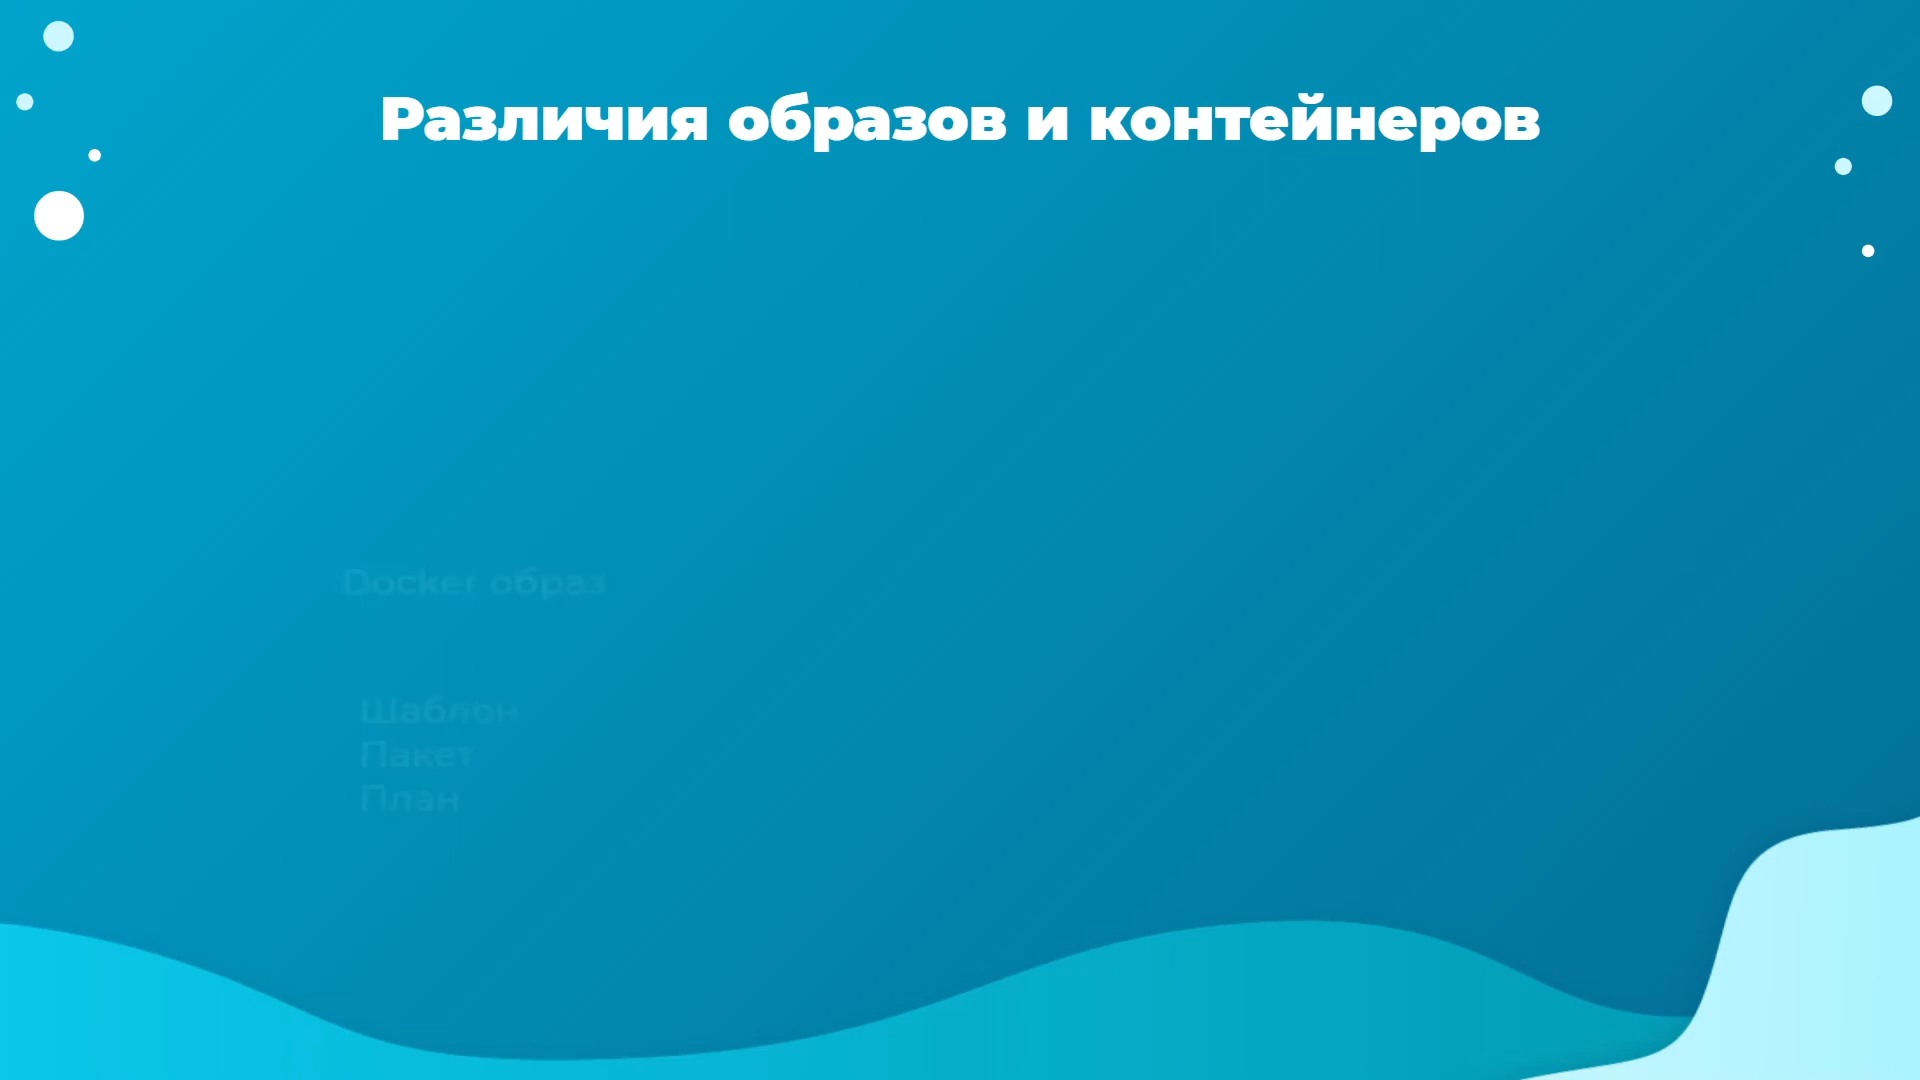 Различия образов и контейнеров
Docker образ
Шаблон
Пакет
План